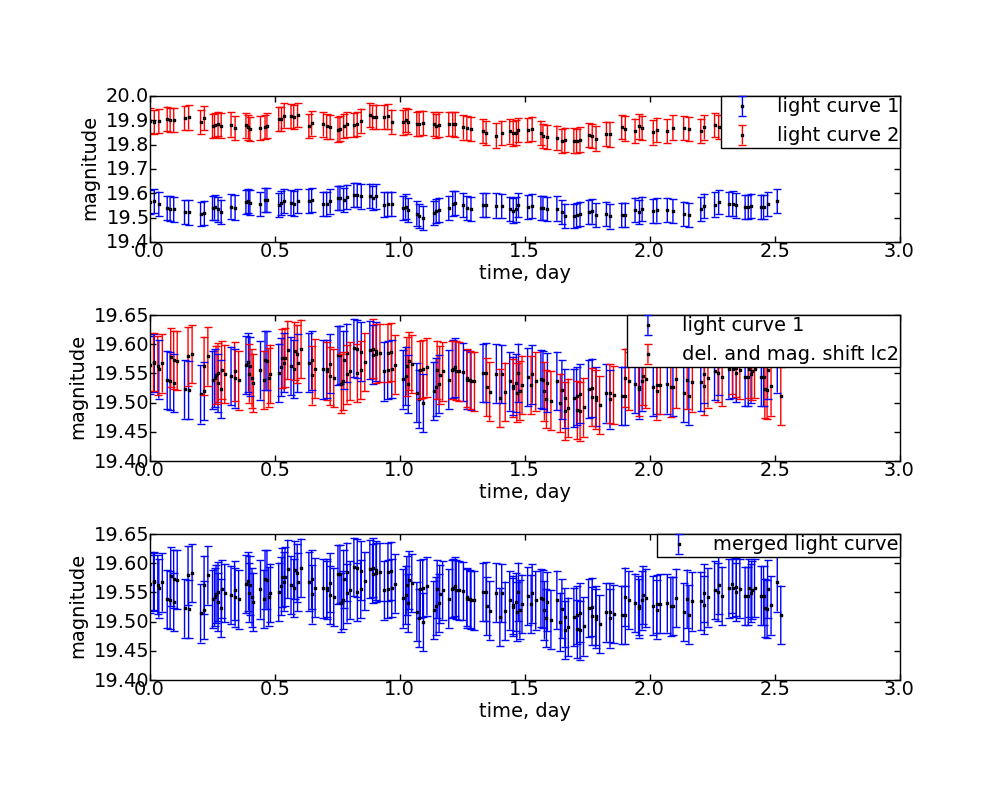 20.0
19.9
19.8
19.7
19.6
19.5
19.4
magnitude
light curve 1
light curve 2
0.0 0.5 1.0 1.5 2.0 2.5 3.0
time, day
19.65
19.60
19.55
19.50
19.45
19.40
magnitude
light curve 1
del. and mag. shift lc2
0.0 0.5 1.0 1.5 2.0 2.5 3.0
time, day
19.65
19.60
19.55
19.50
19.45
19.40
magnitude
merged light curve
0.0 0.5 1.0 1.5 2.0 2.5 3.0
time, day